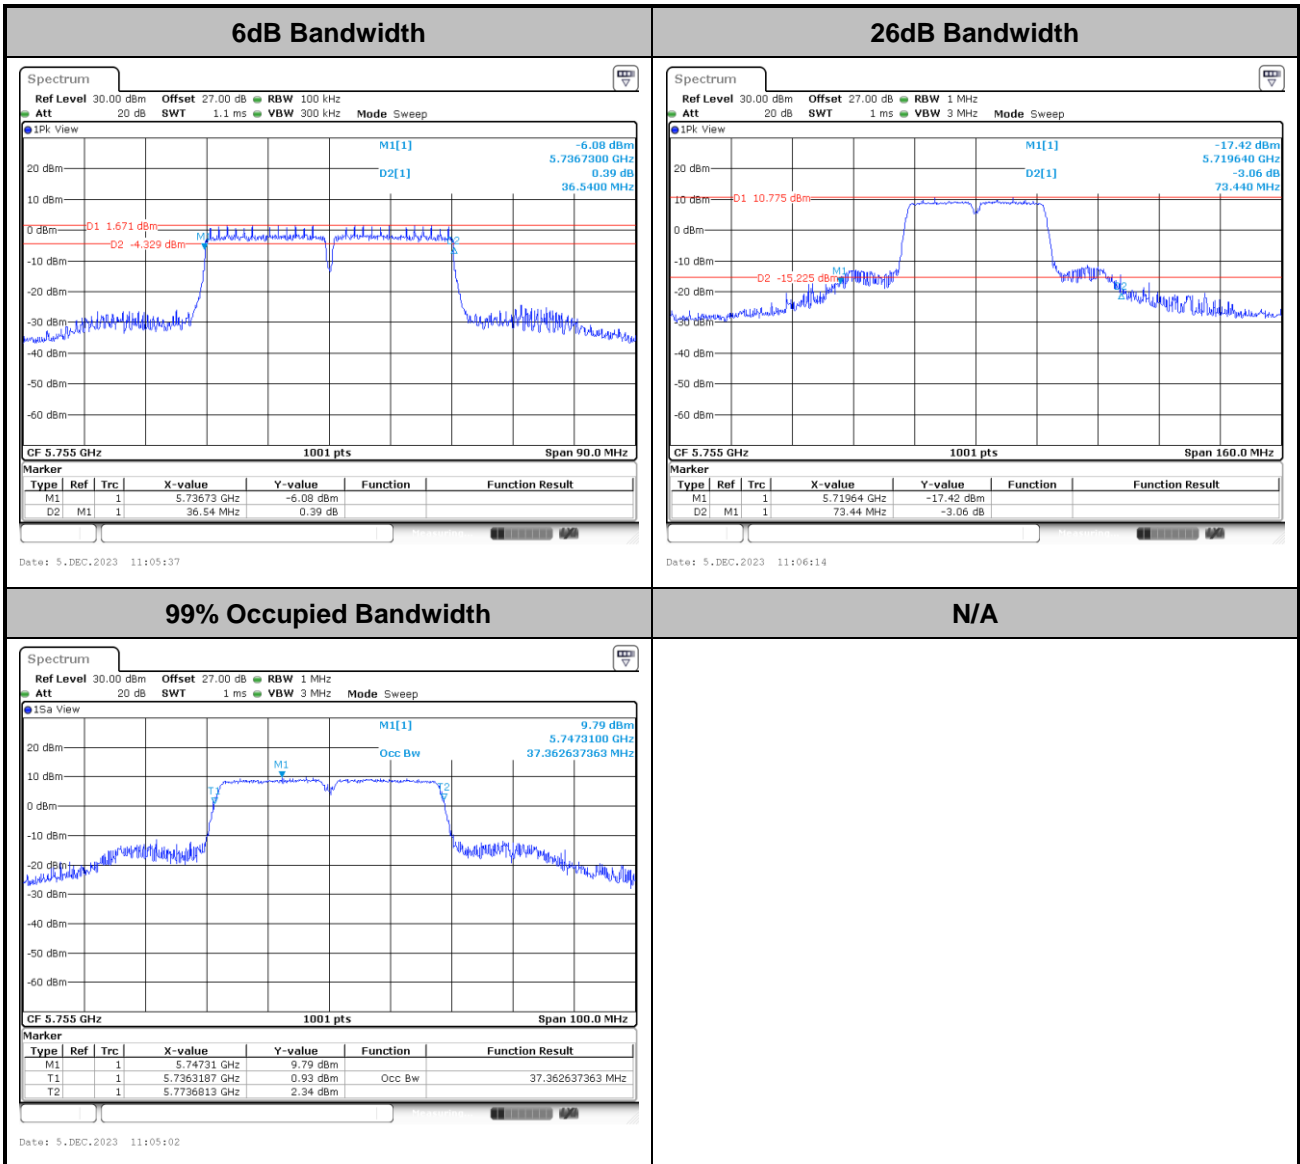 6dB Bandwidth
26dB Bandwidth
Spectrum
Ref Level 30.00 dBm Offset 27.00 dB RBW 100 kHz
Att 20 dB SWT 1.1 ms VBW 300 kHz Mode Sweep
1Pk View
M1[1] -6.08 dBm
5.7367300 GHz
20 dBm
D2[1] 0.39 dB
36.5400 MHz
10 dBm
D1 1.671 dBm
0 dBm
M1
D2 -4.329 dBm
-10 dBm
-20 dBm
-30 dBm
-40 dBm
-50 dBm
-60 dBm
CF 5.755 GHz 1001 pts Span 90.0 MHz
Marker
Type Ref Trc X-value Y-value Function Function Result
M1 1 5.73673 GHz -6.08 dBm
D2 M1 1 36.54 MHz 0.39 dB
Date: 5.DEC.2023 11:05:37
Spectrum
Ref Level 30.00 dBm Offset 27.00 dB RBW 1 MHz
Att 20 dB SWT 1 ms VBW 3 MHz Mode Sweep
1Pk View
M1[1] -17.42 dBm
5.719640 GHz
20 dBm
D2[1] -3.06 dB
73.440 MHz
10 dBm
D1 10.775 dBm
0 dBm
-10 dBm
M1
D2 -15.225 dBm
-20 dBm
-30 dBm
-40 dBm
-50 dBm
-60 dBm
CF 5.755 GHz 1001 pts Span 160.0 MHz
Marker
Type Ref Trc X-value Y-value Function Function Result
M1 1 5.71964 GHz -17.42 dBm
D2 M1 1 73.44 MHz -3.06 dB
Date: 5.DEC.2023 11:06:14
99% Occupied Bandwidth
N/A
Spectrum
Ref Level 30.00 dBm Offset 27.00 dB RBW 1 MHz
Att 20 dB SWT 1 ms VBW 3 MHz Mode Sweep
1Sa View
M1[1] 9.79 dBm
5.7473100 GHz
20 dBm
Occ Bw 37.362637363 MHz
M1
10 dBm
T1
T2
0 dBm
-10 dBm
-20 dBm
-30 dBm
-40 dBm
-50 dBm
-60 dBm
CF 5.755 GHz 1001 pts Span 100.0 MHz
Marker
Type Ref Trc X-value Y-value Function Function Result
M1 1 5.74731 GHz 9.79 dBm
T1 1 5.7363187 GHz 0.93 dBm Occ Bw 37.362637363 MHz
T2 1 5.7736813 GHz 2.34 dBm
Date: 5.DEC.2023 11:05:02